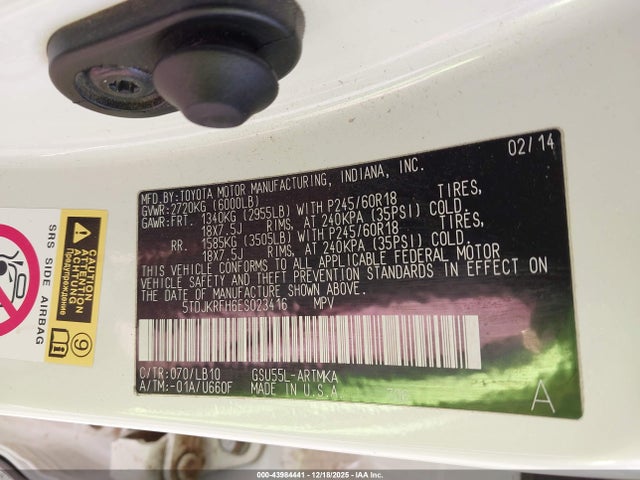 02/14
MFD.BY:TOYOTA MOTOR MANUFACTURING, INDIANA, INC.
GVWR:2720KG (6000LB)
GAWR:FRT. 1340KG (2955LB) WITH P245/60R18 TIRES,
18X7.5J RIMS, AT 240KPA (35PSI) COLD.
RR. 1585KG (3505LB) WITH P245/60R18 TIRES,
18X7.5J RIMS, AT 240KPA (35PSI) COLD.
THIS VEHICLE CONFORMS TO ALL APPLICABLE FEDERAL MOTOR
VEHICLE SAFETY AND THEFT PREVENTION STANDARDS IN EFFECT ON
THE DATE OF MANUFACTURE SHOWN ABOVE.
5TDJKRFH6ES023416 MPV
C/TR:070/LB10 GSU55L-ARTMKA
A/TM:-01A/U660F MADE IN U.S.A.
A
SRS SIDE AIRBAG
CAUTION
ACHTUNG
Предупреждение
9
000-43984441 - 12/18/2025 - IAA Inc.